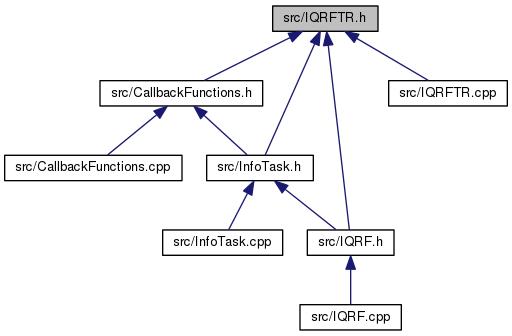 src/IQRFTR.h
src/CallbackFunctions.h
src/IQRFTR.cpp
src/CallbackFunctions.cpp
src/InfoTask.h
src/InfoTask.cpp
src/IQRF.h
src/IQRF.cpp